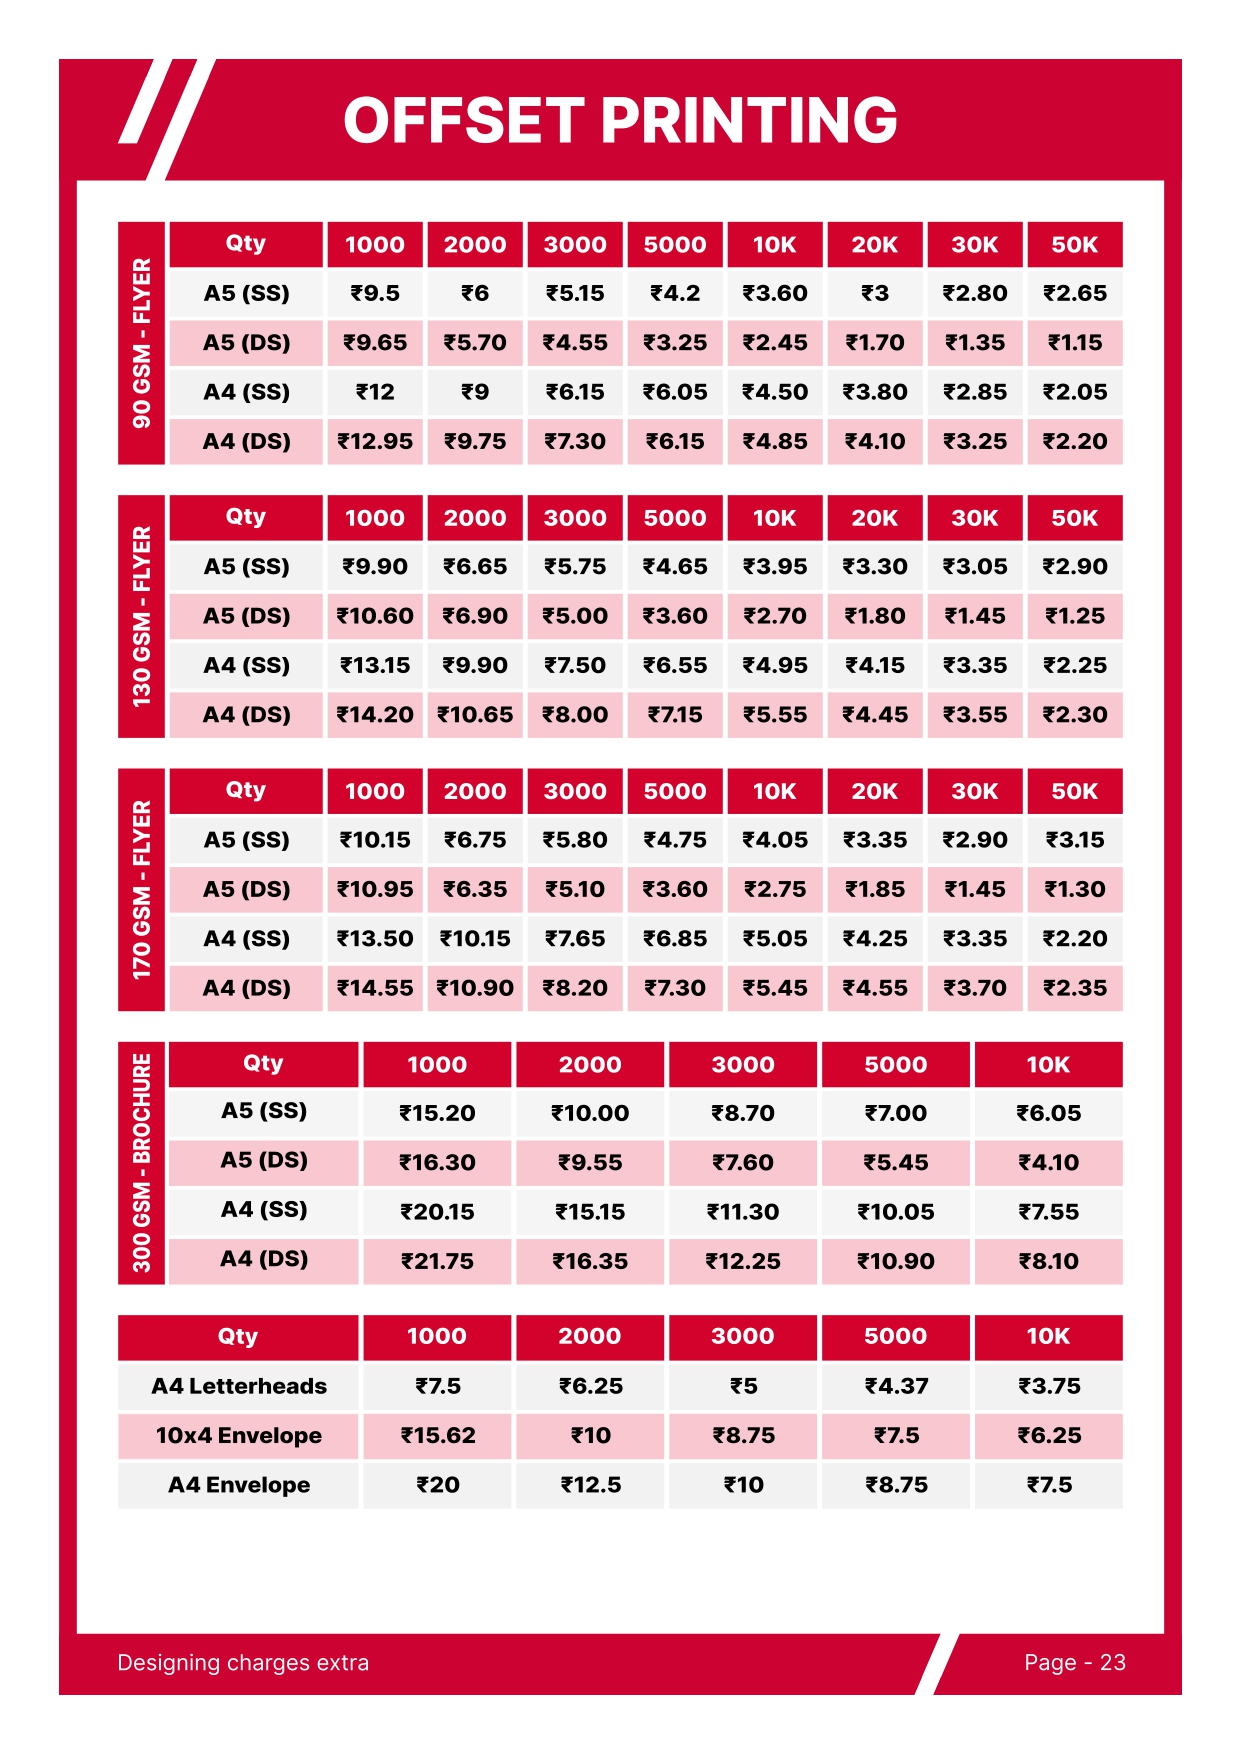 OFFSET PRINTING
90 GSM - FLYER
Qty 1000 2000 3000 5000 10K 20K 30K 50K
A5 (SS) ₹9.5 ₹6 ₹5.15 ₹4.2 ₹3.60 ₹3 ₹2.80 ₹2.65
A5 (DS) ₹9.65 ₹5.70 ₹4.55 ₹3.25 ₹2.45 ₹1.70 ₹1.35 ₹1.15
A4 (SS) ₹12 ₹9 ₹6.15 ₹6.05 ₹4.50 ₹3.80 ₹2.85 ₹2.05
A4 (DS) ₹12.95 ₹9.75 ₹7.30 ₹6.15 ₹4.85 ₹4.10 ₹3.25 ₹2.20
130 GSM - FLYER
Qty 1000 2000 3000 5000 10K 20K 30K 50K
A5 (SS) ₹9.90 ₹6.65 ₹5.75 ₹4.65 ₹3.95 ₹3.30 ₹3.05 ₹2.90
A5 (DS) ₹10.60 ₹6.90 ₹5.00 ₹3.60 ₹2.70 ₹1.80 ₹1.45 ₹1.25
A4 (SS) ₹13.15 ₹9.90 ₹7.50 ₹6.55 ₹4.95 ₹4.15 ₹3.35 ₹2.25
A4 (DS) ₹14.20 ₹10.65 ₹8.00 ₹7.15 ₹5.55 ₹4.45 ₹3.55 ₹2.30
170 GSM - FLYER
Qty 1000 2000 3000 5000 10K 20K 30K 50K
A5 (SS) ₹10.15 ₹6.75 ₹5.80 ₹4.75 ₹4.05 ₹3.35 ₹2.90 ₹3.15
A5 (DS) ₹10.95 ₹6.35 ₹5.10 ₹3.60 ₹2.75 ₹1.85 ₹1.45 ₹1.30
A4 (SS) ₹13.50 ₹10.15 ₹7.65 ₹6.85 ₹5.05 ₹4.25 ₹3.35 ₹2.20
A4 (DS) ₹14.55 ₹10.90 ₹8.20 ₹7.30 ₹5.45 ₹4.55 ₹3.70 ₹2.35
300 GSM - BROCHURE
Qty 1000 2000 3000 5000 10K
A5 (SS) ₹15.20 ₹10.00 ₹8.70 ₹7.00 ₹6.05
A5 (DS) ₹16.30 ₹9.55 ₹7.60 ₹5.45 ₹4.10
A4 (SS) ₹20.15 ₹15.15 ₹11.30 ₹10.05 ₹7.55
A4 (DS) ₹21.75 ₹16.35 ₹12.25 ₹10.90 ₹8.10
Qty 1000 2000 3000 5000 10K
A4 Letterheads ₹7.5 ₹6.25 ₹5 ₹4.37 ₹3.75
10x4 Envelope ₹15.62 ₹10 ₹8.75 ₹7.5 ₹6.25
A4 Envelope ₹20 ₹12.5 ₹10 ₹8.75 ₹7.5
Designing charges extra
Page - 23